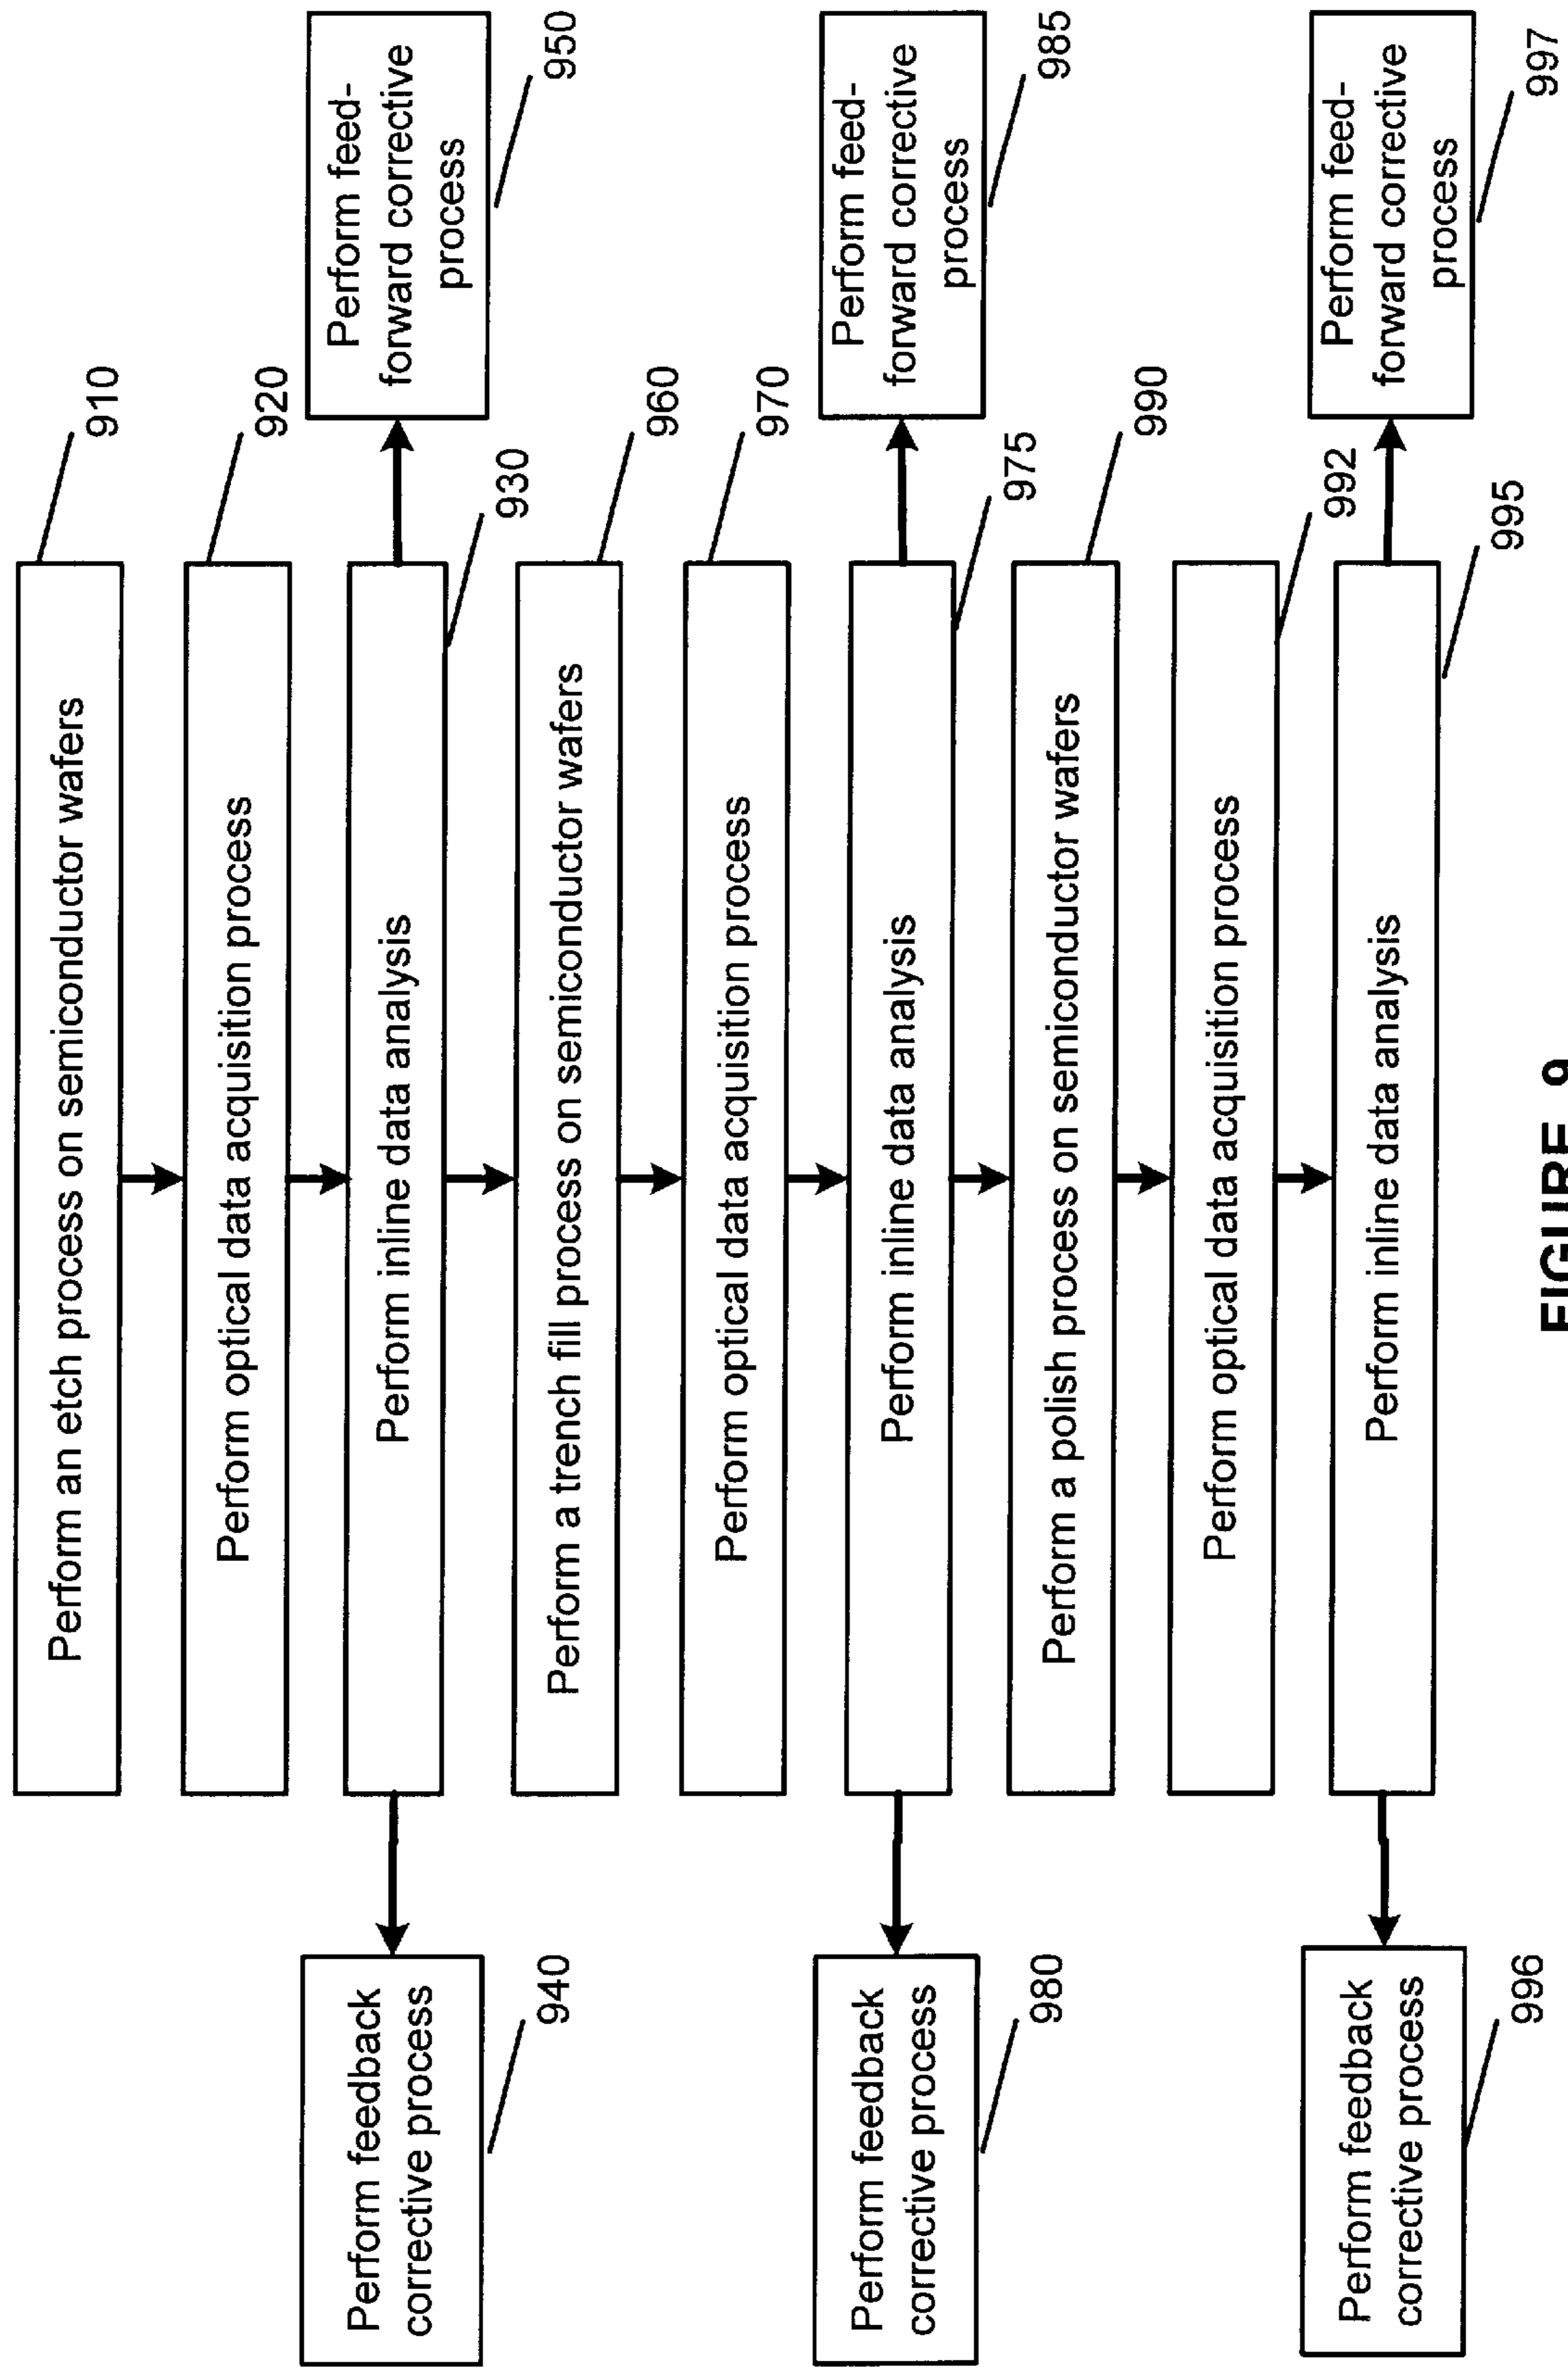 Perform an etch process on semiconductor wafers
910
Perform optical data acquisition process
920
Perform inline data analysis
930
Perform feedback
corrective process
940
Perform feed-
forward corrective
process
950
Perform a trench fill process on semiconductor wafers
960
Perform optical data acquisition process
970
Perform inline data analysis
975
Perform feedback
corrective process
980
Perform feed-
forward corrective
process
985
Perform a polish process on semiconductor wafers
990
Perform optical data acquisition process
992
Perform inline data analysis
995
Perform feedback
corrective process
996
Perform feed-
forward corrective
process
997
FIGURE 9